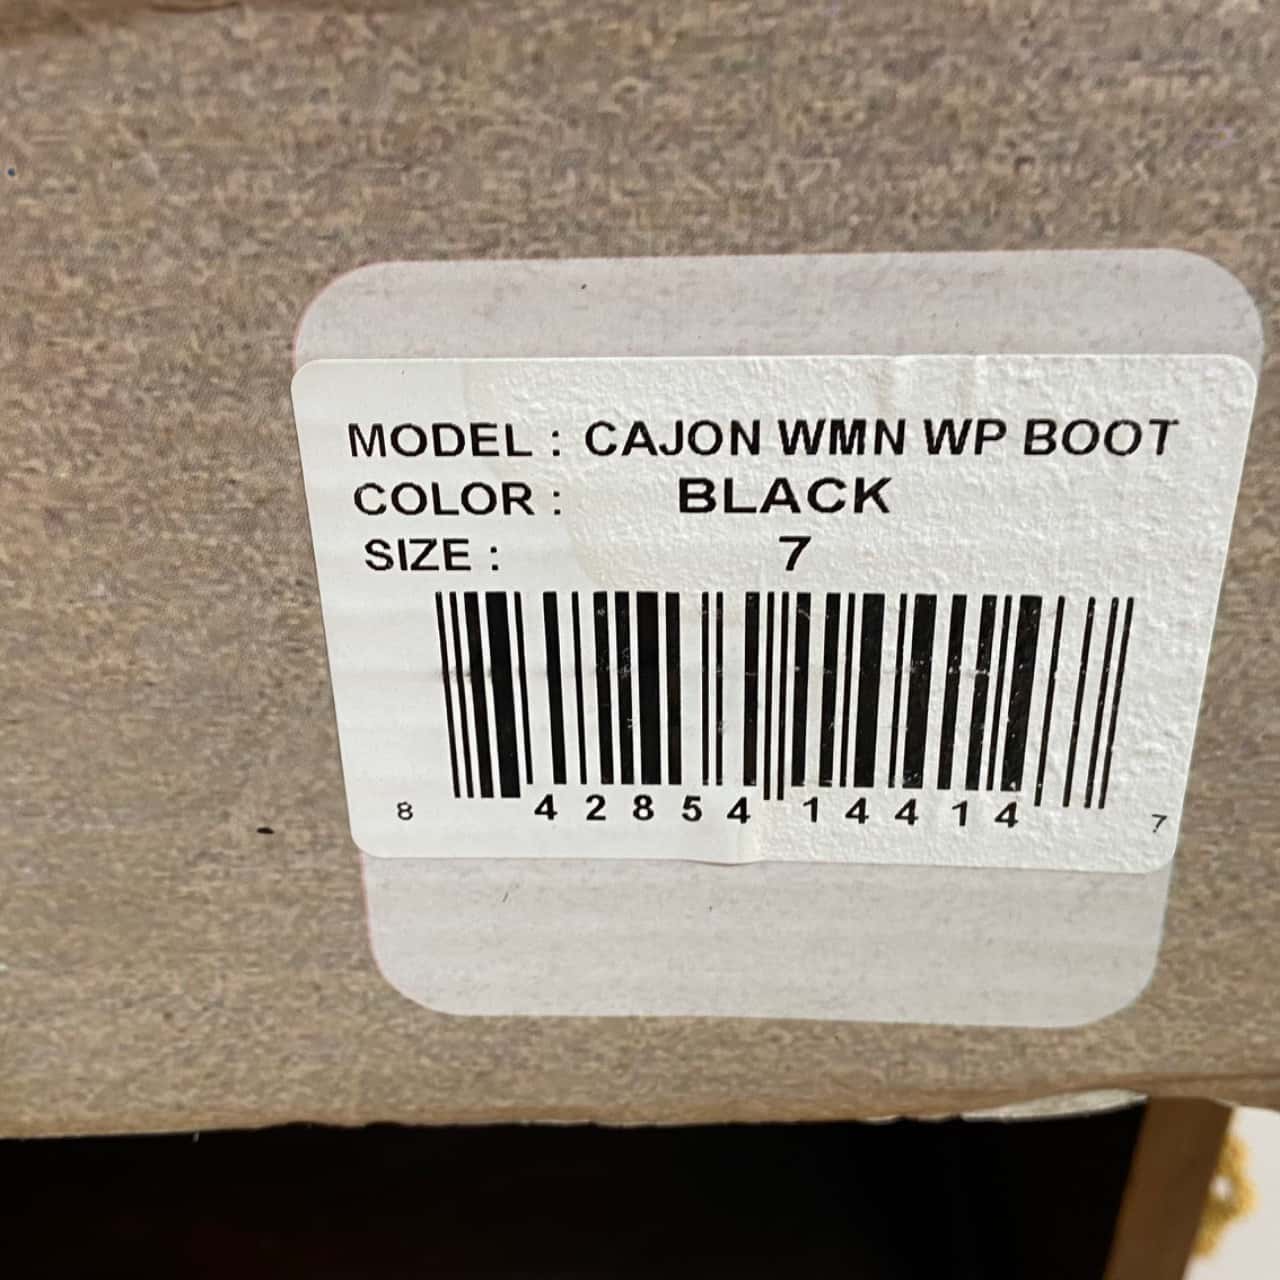 MODEL : CAJON WMN WP BOOT
COLOR : BLACK
SIZE : 7
8 42854 14414 7